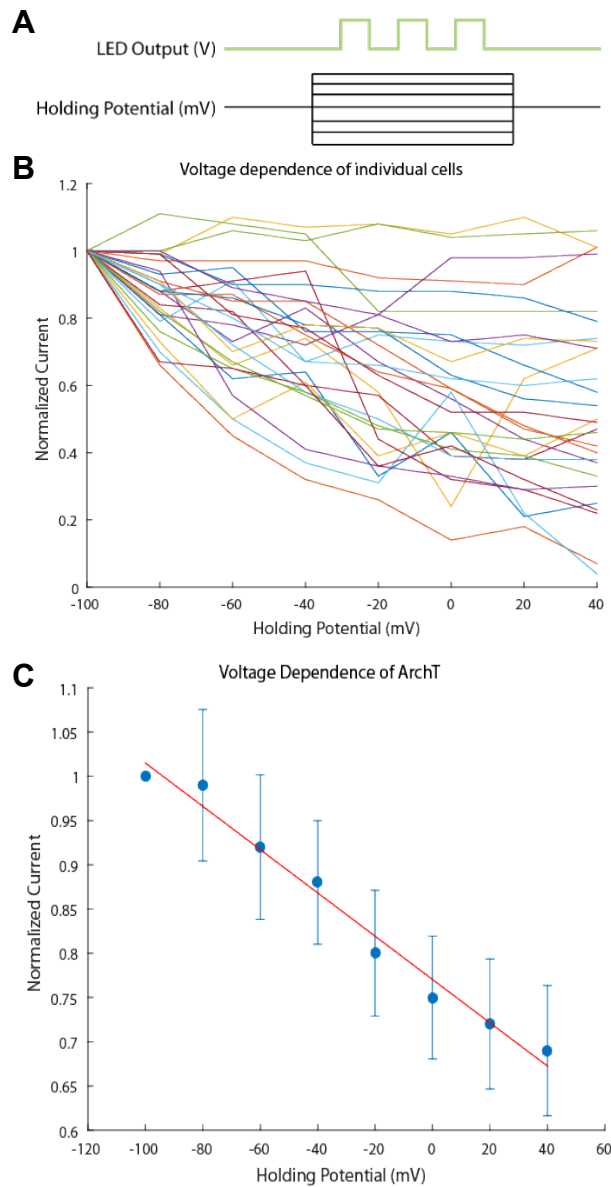 A
LED Output (V)
Holding Potential (mV)
B
Voltage dependence of individual cells
1.2
1
0.8
0.6
0.4
0.2
0
Normalized Current
-100 -80 -60 -40 -20 0 20 40
Holding Potential (mV)
C
Voltage Dependence of ArchT
1.1
1.05
1
0.95
0.9
0.85
0.8
0.75
0.7
0.65
0.6
Normalized Current
-120 -100 -80 -60 -40 -20 0 20 40 60
Holding Potential (mV)